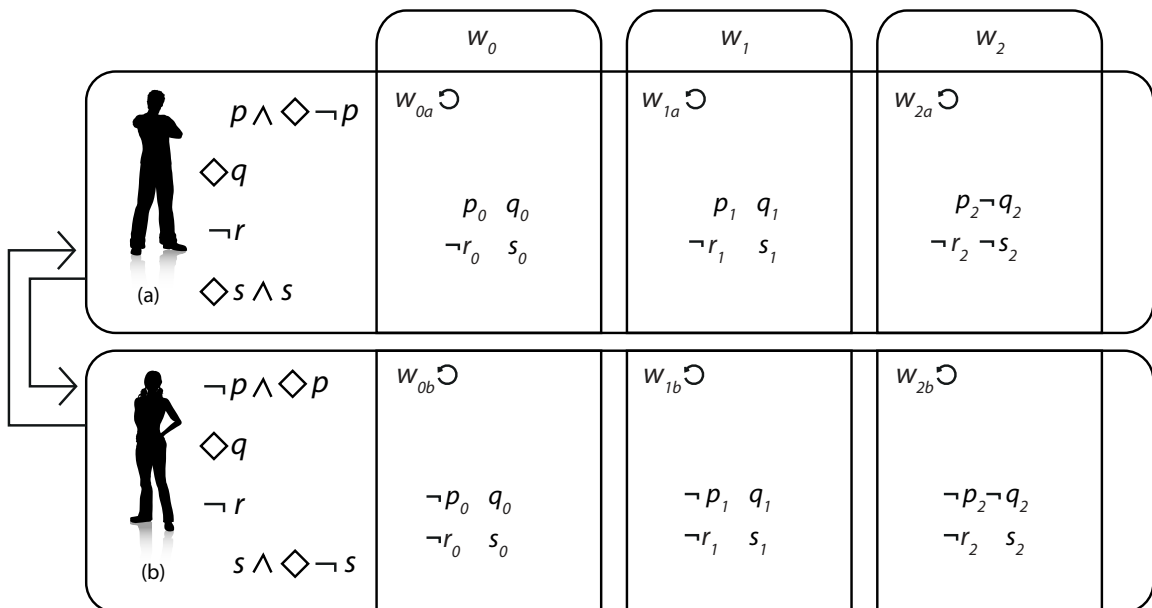 w₀ w₁ w₂
p ∧ ◇ ¬ p
◇ q
¬ r
◇ s ∧ s
(a)
w₀ₐ w₁ₐ w₂ₐ
p₀ q₀ p₁ q₁ p₂ ¬ q₂
¬ r₀ s₀ ¬ r₁ s₁ ¬ r₂ ¬ s₂
¬ p ∧ ◇ p
◇ q
¬ r
s ∧ ◇ ¬ s
(b)
w₀b w₁b w₂b
¬ p₀ q₀ ¬ p₁ q₁ ¬ p₂ ¬ q₂
¬ r₀ s₀ ¬ r₁ s₁ ¬ r₂ s₂